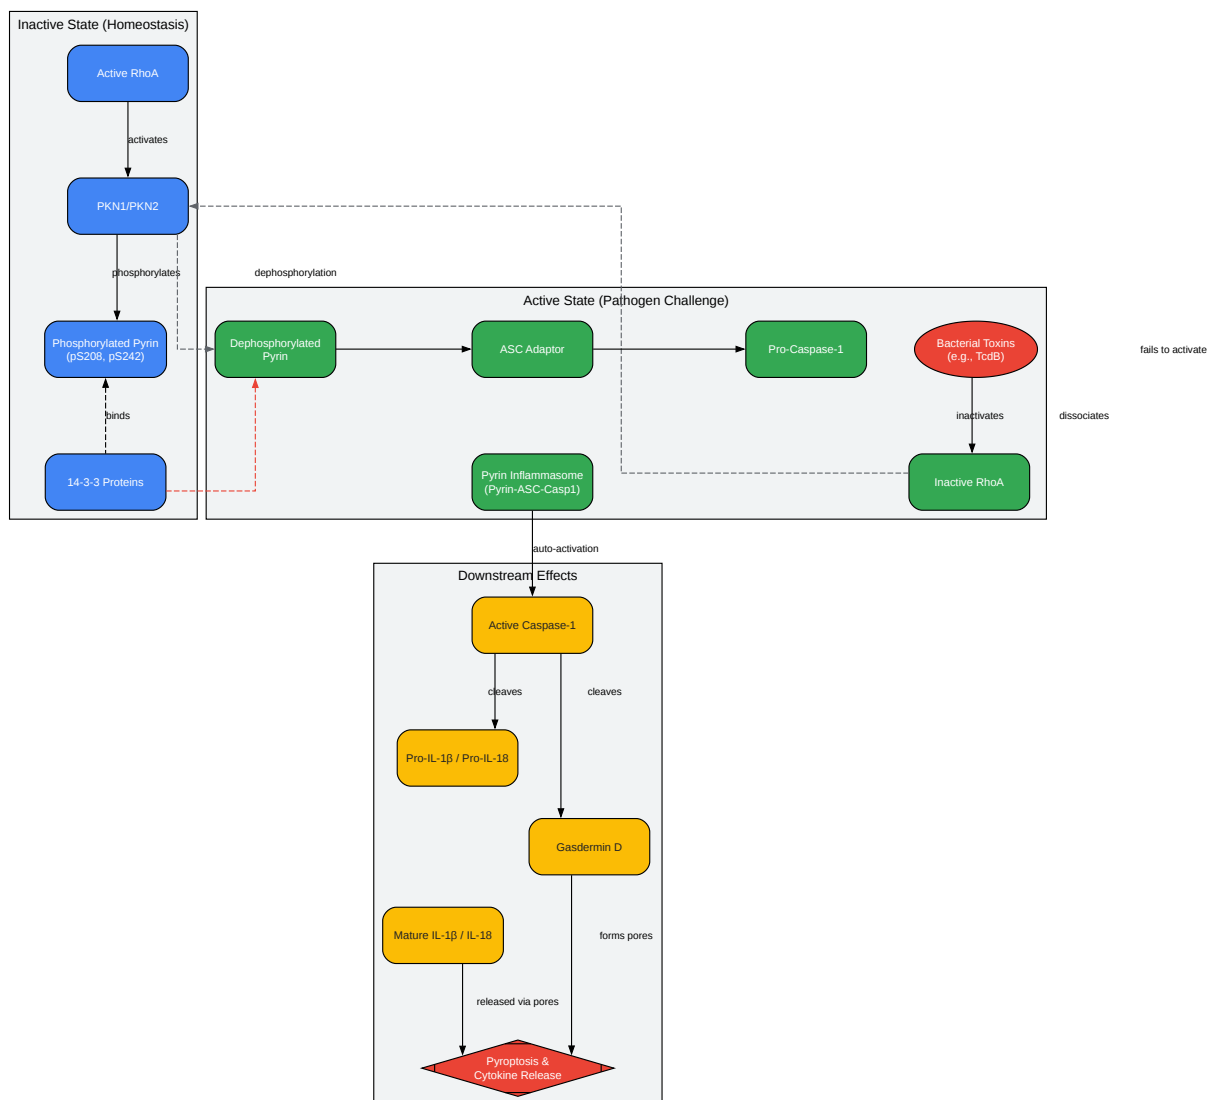 Inactive State (Homeostasis)
Active RhoA
activates
PKN1/PKN2
phosphorylates
dephosphorylation
Active State (Pathogen Challenge)
Phosphorylated Pyrin
(pS208, pS242)
Dephosphorylated
Pyrin
ASC Adaptor
Pro-Caspase-1
Bacterial Toxins
(e.g., TcdB)
fails to activate
binds
inactivates
dissociates
14-3-3 Proteins
Pyrin Inflammasome
(Pyrin-ASC-Casp1)
Inactive RhoA
auto-activation
Downstream Effects
Active Caspase-1
cleaves
cleaves
Pro-IL-1β / Pro-IL-18
Gasdermin D
Mature IL-1β / IL-18
forms pores
released via pores
Pyroptosis &
Cytokine Release